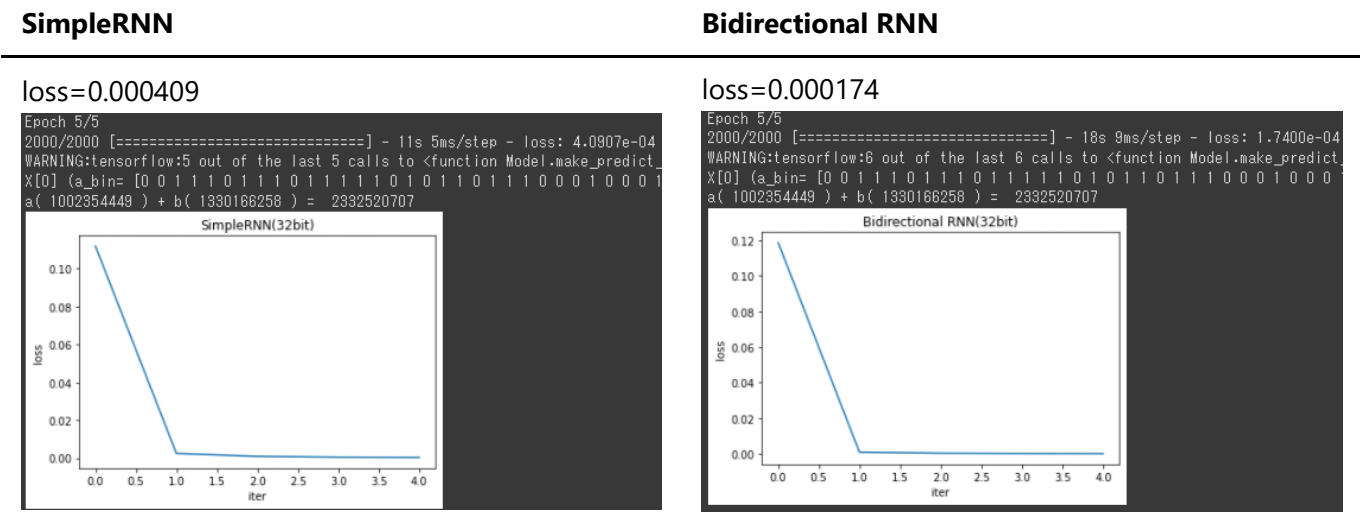 SimpleRNN
loss=0.000409
Epoch 5/5
2000/2000 [==============================] - 11s 5ms/step - loss: 4.0907e-04
WARNING:tensorflow:5 out of the last 5 calls to <function Model.make_predict_
X[0] (a_bin= [0 0 1 1 1 0 1 1 1 0 1 1 1 1 1 0 1 0 1 1 0 1 1 1 0 0 0 1 0 0 0 1
a( 1002354449 ) + b( 1330166258 ) =  2332520707
SimpleRNN(32bit)
0.10
0.08
0.06
0.04
0.02
0.00
loss
0.0 0.5 1.0 1.5 2.0 2.5 3.0 3.5 4.0
iter
Bidirectional RNN
loss=0.000174
Epoch 5/5
2000/2000 [==============================] - 18s 9ms/step - loss: 1.7400e-04
WARNING:tensorflow:6 out of the last 6 calls to <function Model.make_predict_
X[0] (a_bin= [0 0 1 1 1 0 1 1 1 0 1 1 1 1 1 0 1 0 1 1 0 1 1 1 0 0 0 1 0 0 0
a( 1002354449 ) + b( 1330166258 ) =  2332520707
Bidirectional RNN(32bit)
0.12
0.10
0.08
0.06
0.04
0.02
0.00
loss
0.0 0.5 1.0 1.5 2.0 2.5 3.0 3.5 4.0
iter